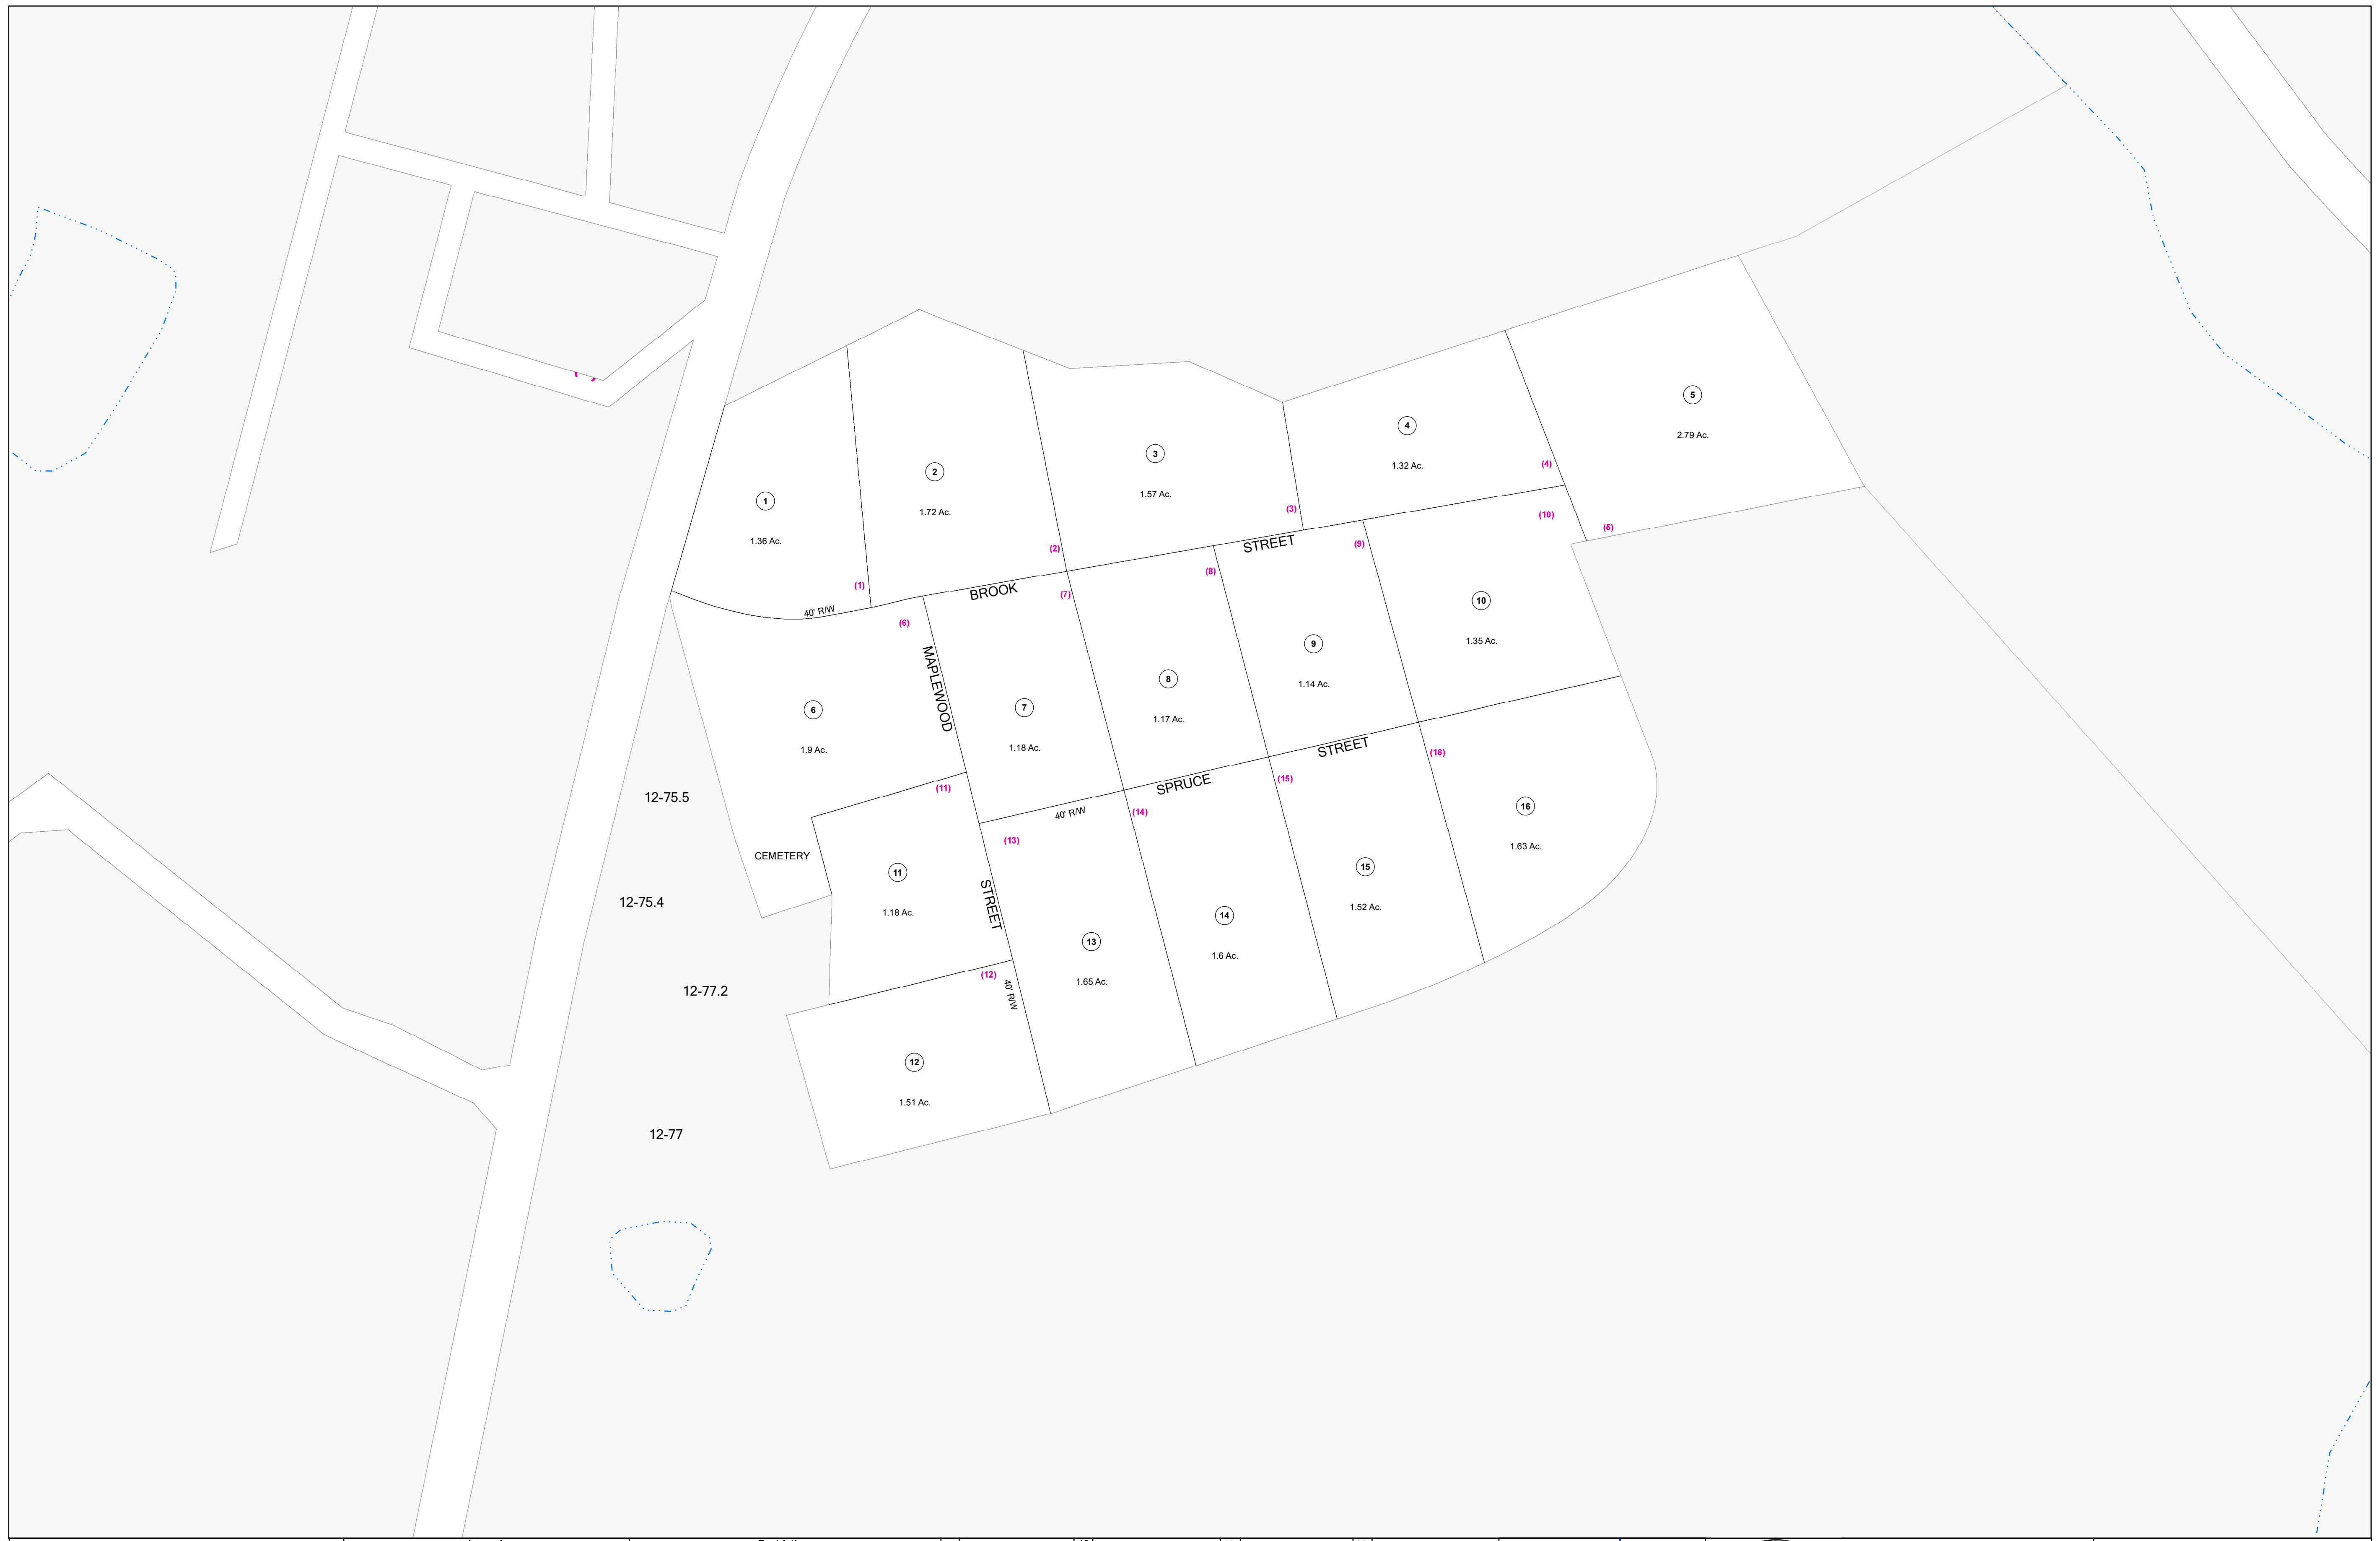 5
2.79 Ac.
4
1.32 Ac.
(4)
3
1.57 Ac.
(3)
2
1.72 Ac.
(2)
1
1.36 Ac.
(1)
(10)
(5)
STREET
(9)
(8)
BROOK
(7)
40' R/W
(6)
MAPLEWOOD
10
1.35 Ac.
9
1.14 Ac.
8
1.17 Ac.
7
1.18 Ac.
6
1.9 Ac.
STREET
(16)
(15)
SPRUCE
(11)
12-75.5
40' R/W
(14)
(13)
16
1.63 Ac.
CEMETERY
15
1.52 Ac.
11
1.18 Ac.
12-75.4
STREET
14
1.6 Ac.
13
1.65 Ac.
(12)
40' R/W
12-77.2
12
1.51 Ac.
12-77